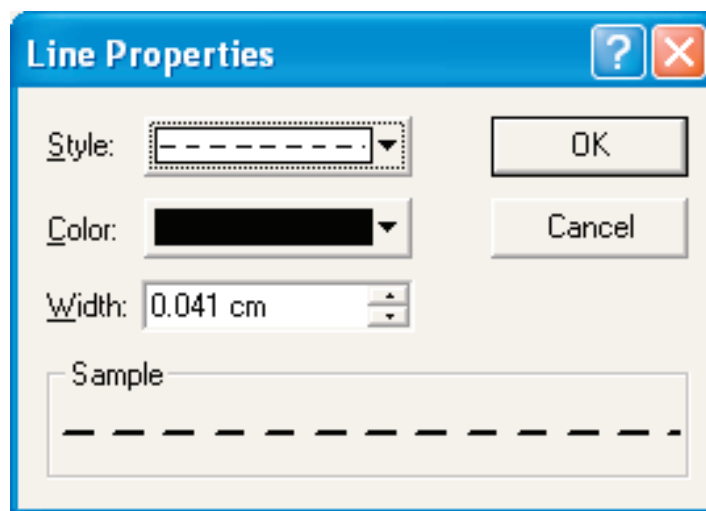 Line Properties
Style:
OK
Color:
Cancel
Width: 0.041 cm
Sample